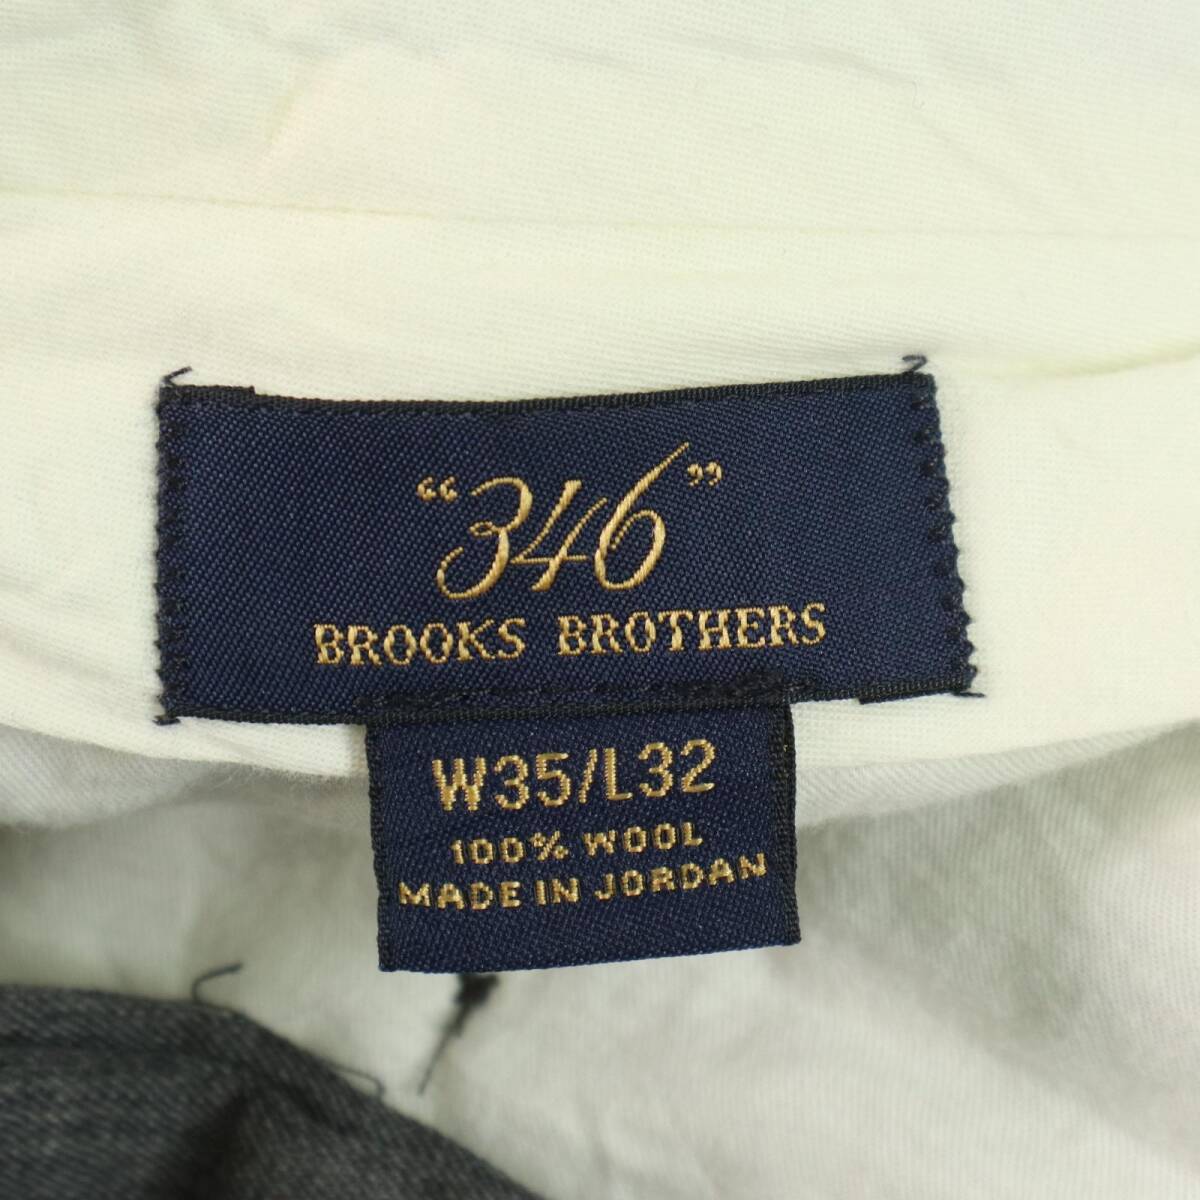 “346”
BROOKS BROTHERS
W35/L32
100% WOOL
MADE IN JORDAN